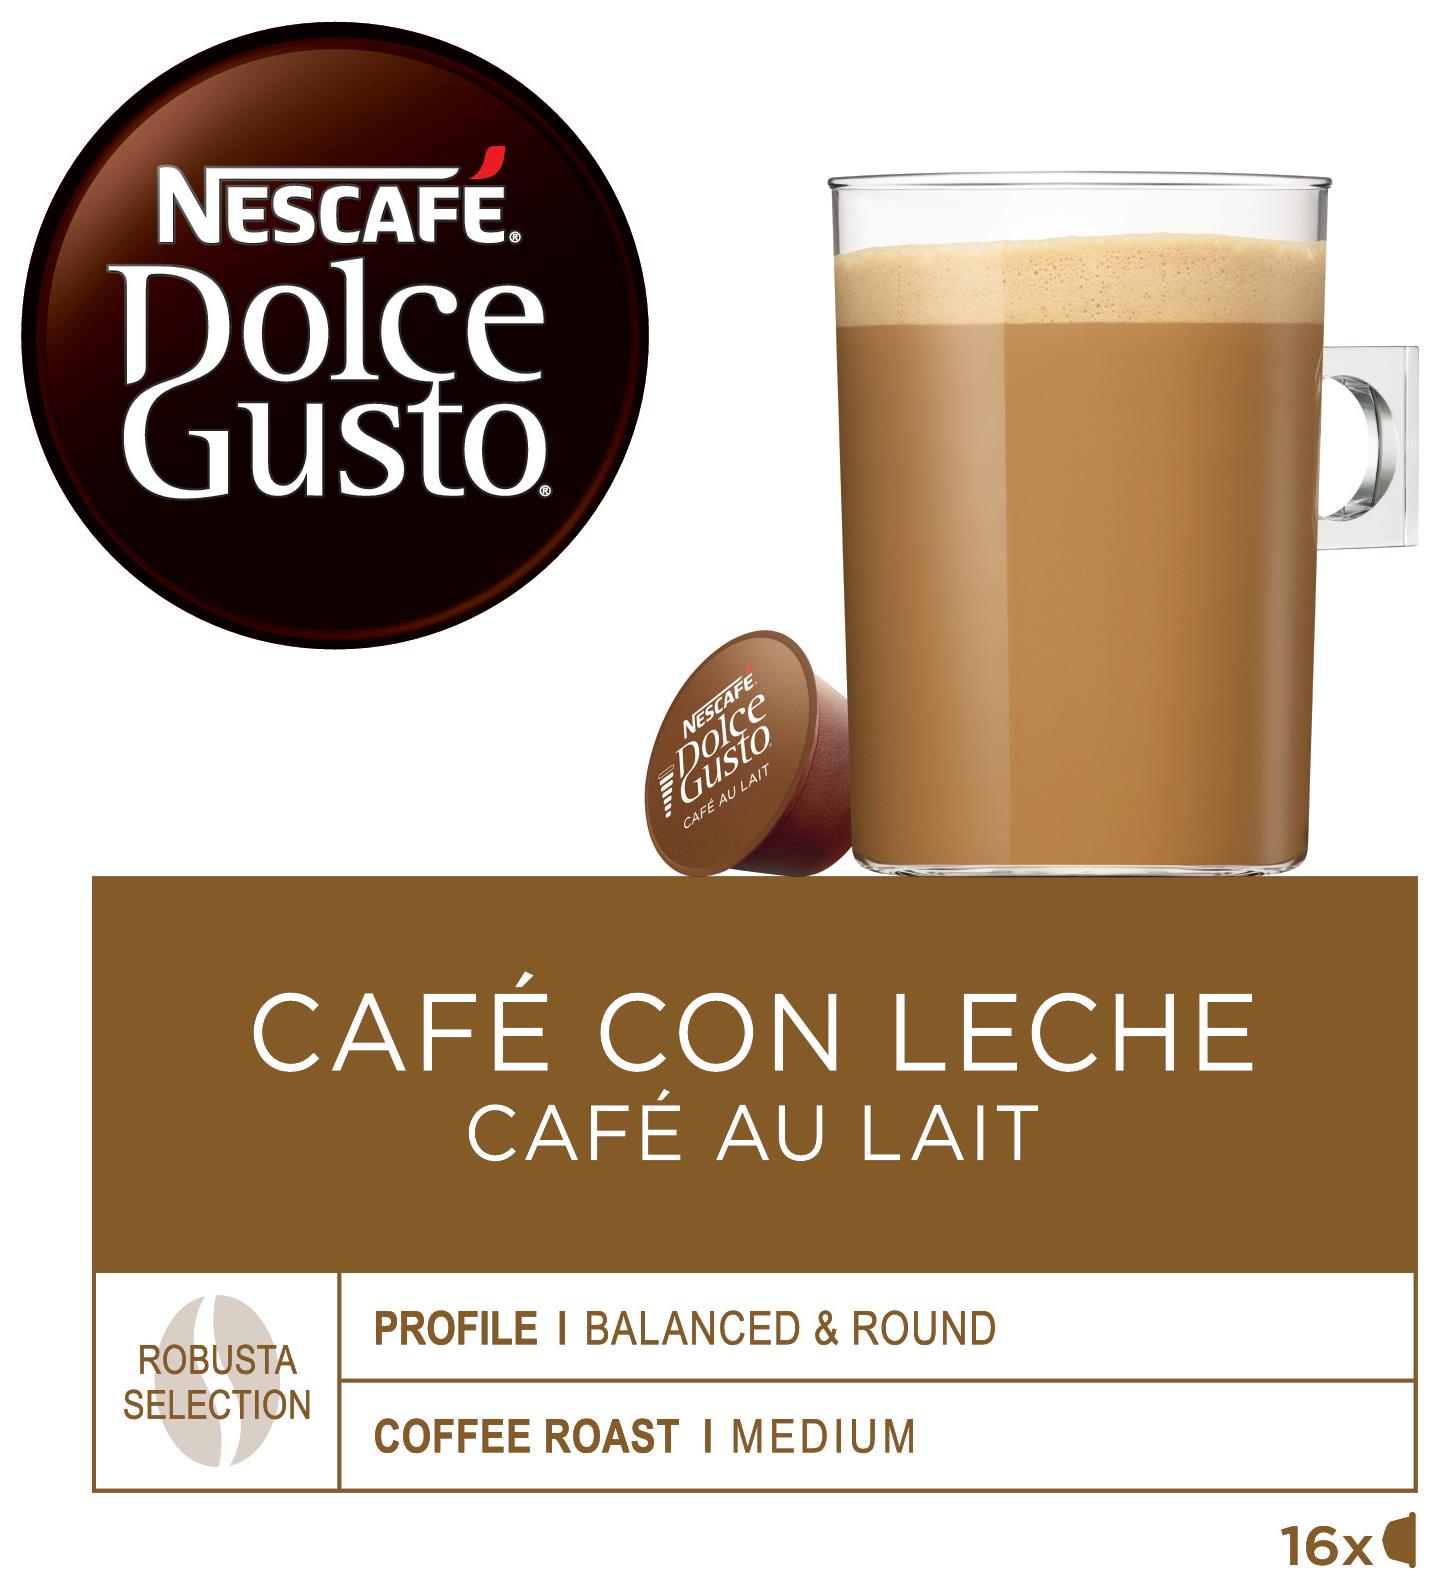 NESCAFÉ®
Dolce
Gusto®
NESCAFÉ
Dolce
Gusto
CAFÉ AU LAIT
CAFÉ CON LECHE
CAFÉ AU LAIT
ROBUSTA
SELECTION
PROFILE | BALANCED & ROUND
COFFEE ROAST | MEDIUM
16x